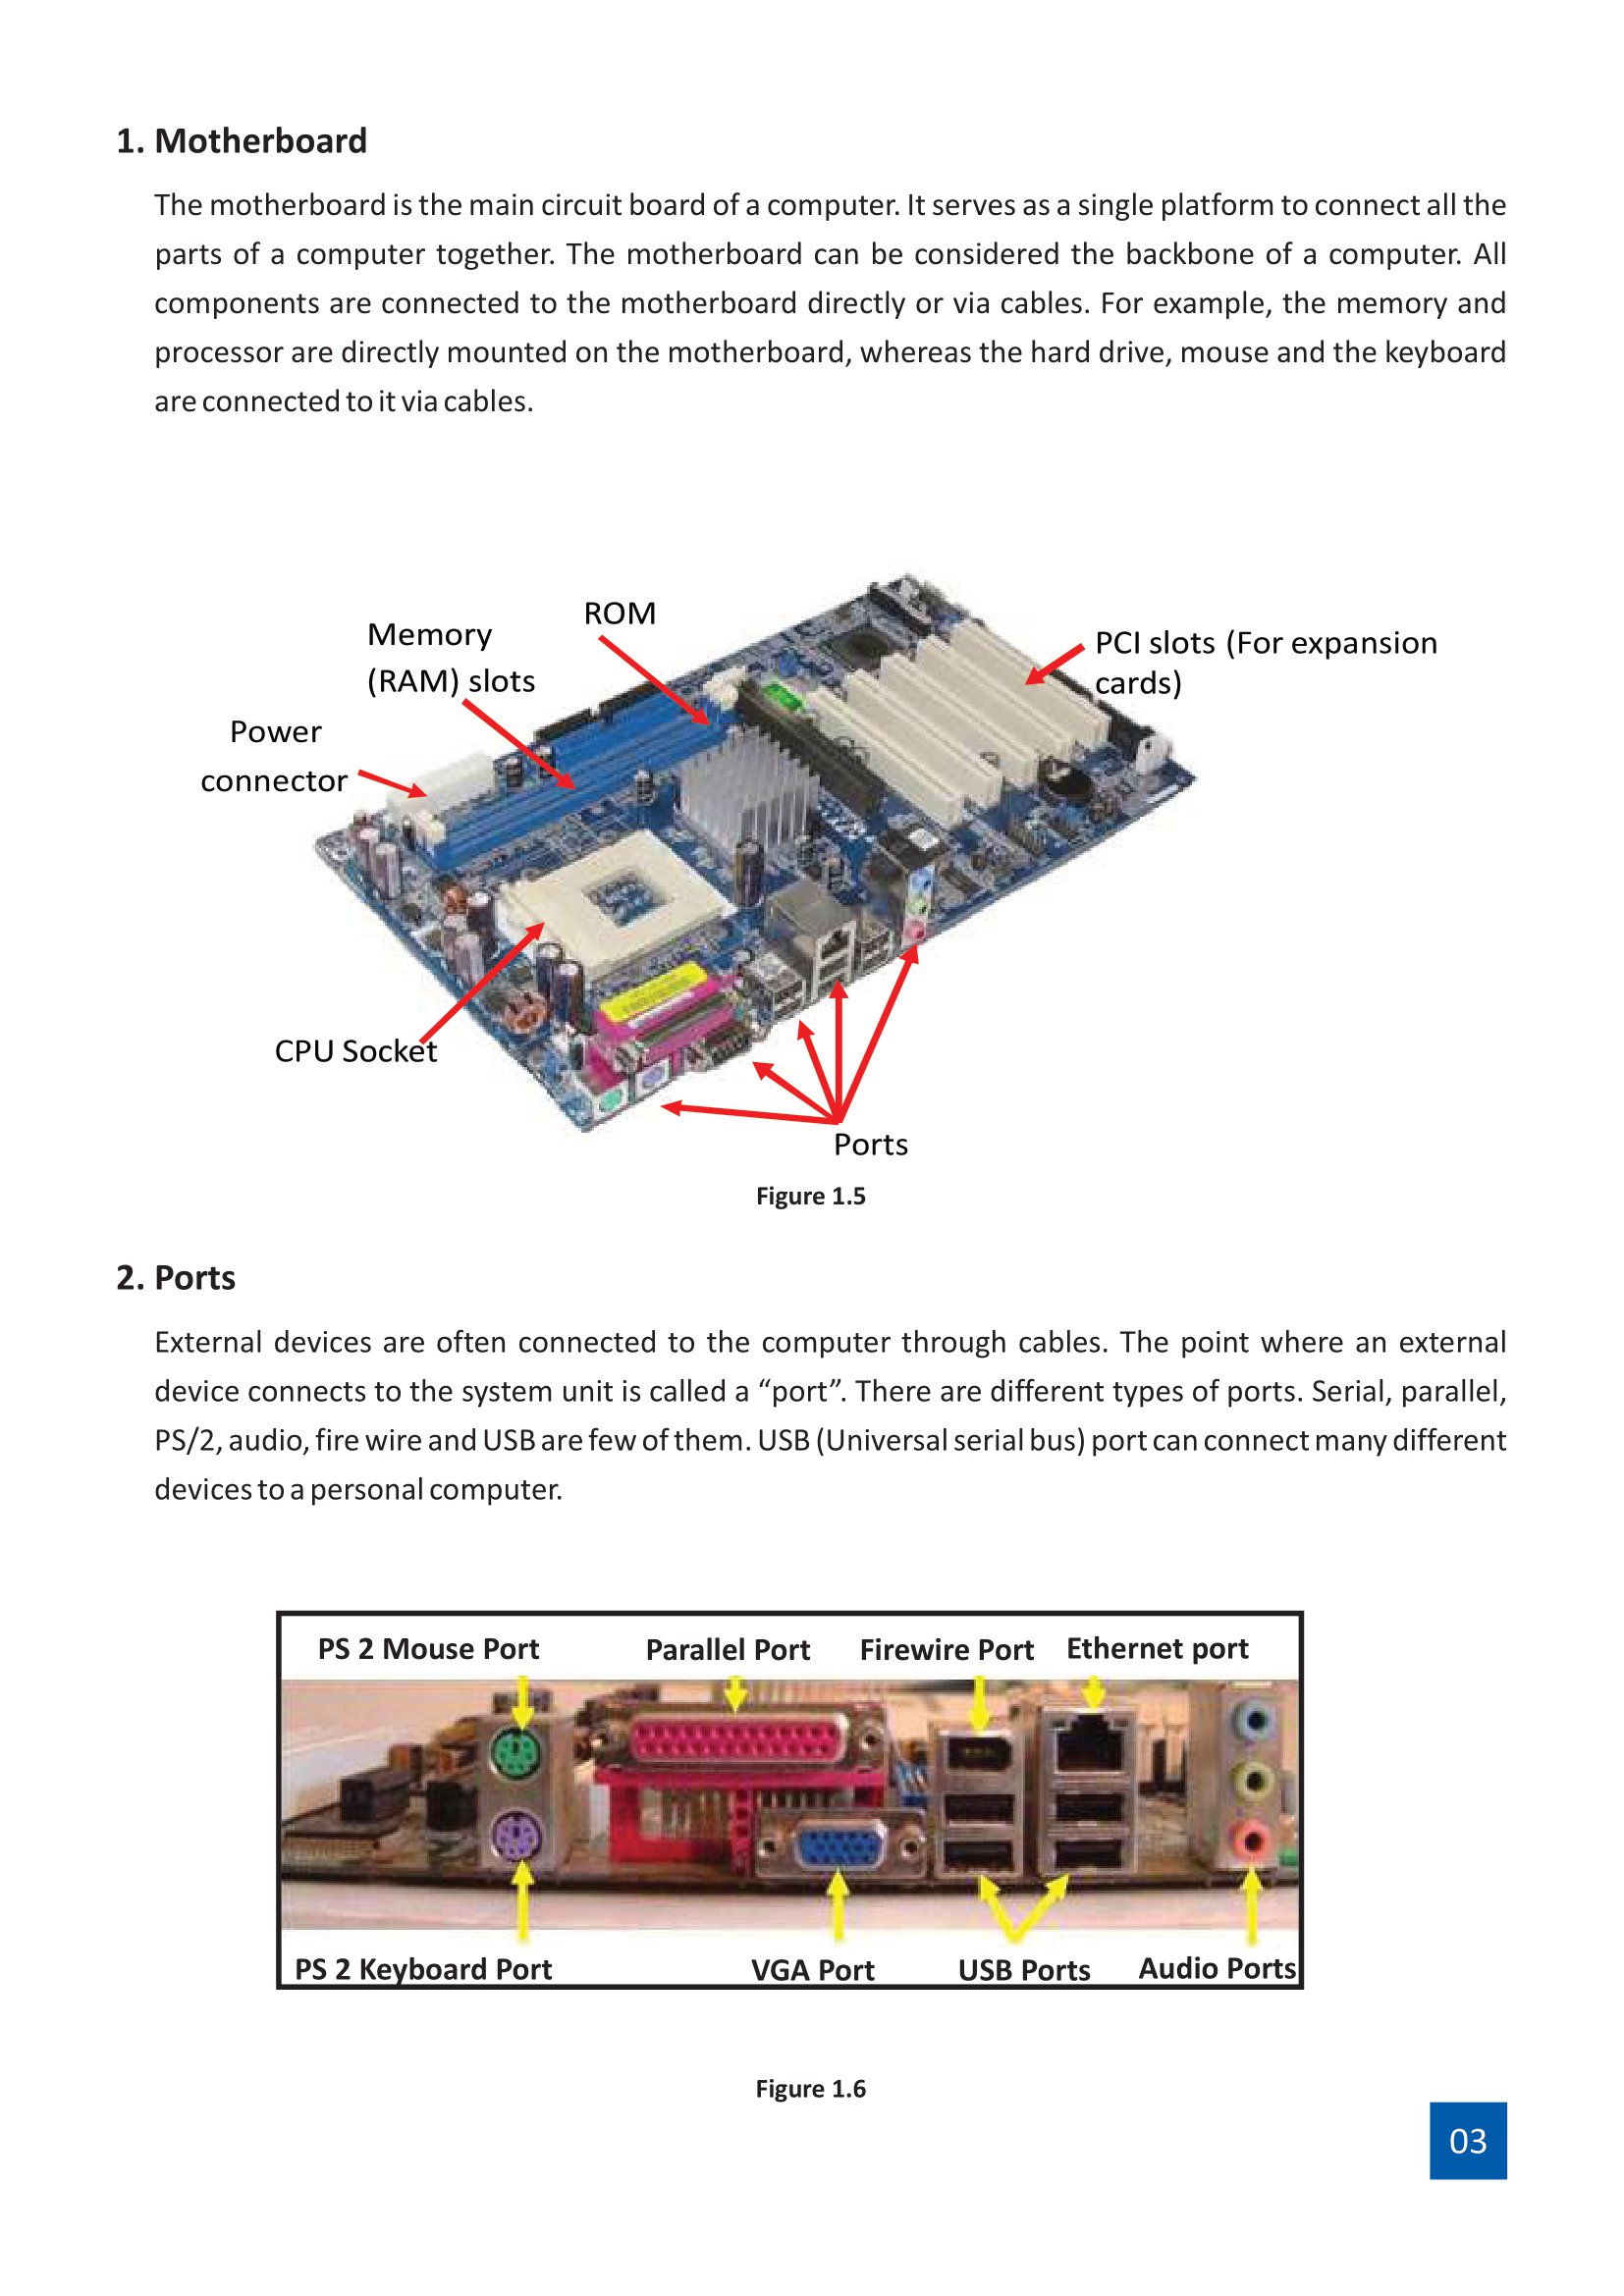 1. Motherboard
The motherboard is the main circuit board of a computer. It serves as a single platform to connect all the
parts of a computer together. The motherboard can be considered the backbone of a computer. All
components are connected to the motherboard directly or via cables. For example, the memory and
processor are directly mounted on the motherboard, whereas the hard drive, mouse and the keyboard
are connected to it via cables.
ROM
Memory
(RAM) slots
PCI slots (For expansion
cards)
Power
connector
CPU Socket
Ports
Figure 1.5
2. Ports
External devices are often connected to the computer through cables. The point where an external
device connects to the system unit is called a “port”. There are different types of ports. Serial, parallel,
PS/2, audio, fire wire and USB are few of them. USB (Universal serial bus) port can connect many different
devices to a personal computer.
PS 2 Mouse Port Parallel Port Firewire Port Ethernet port
PS 2 Keyboard Port VGA Port USB Ports Audio Ports
Figure 1.6
03